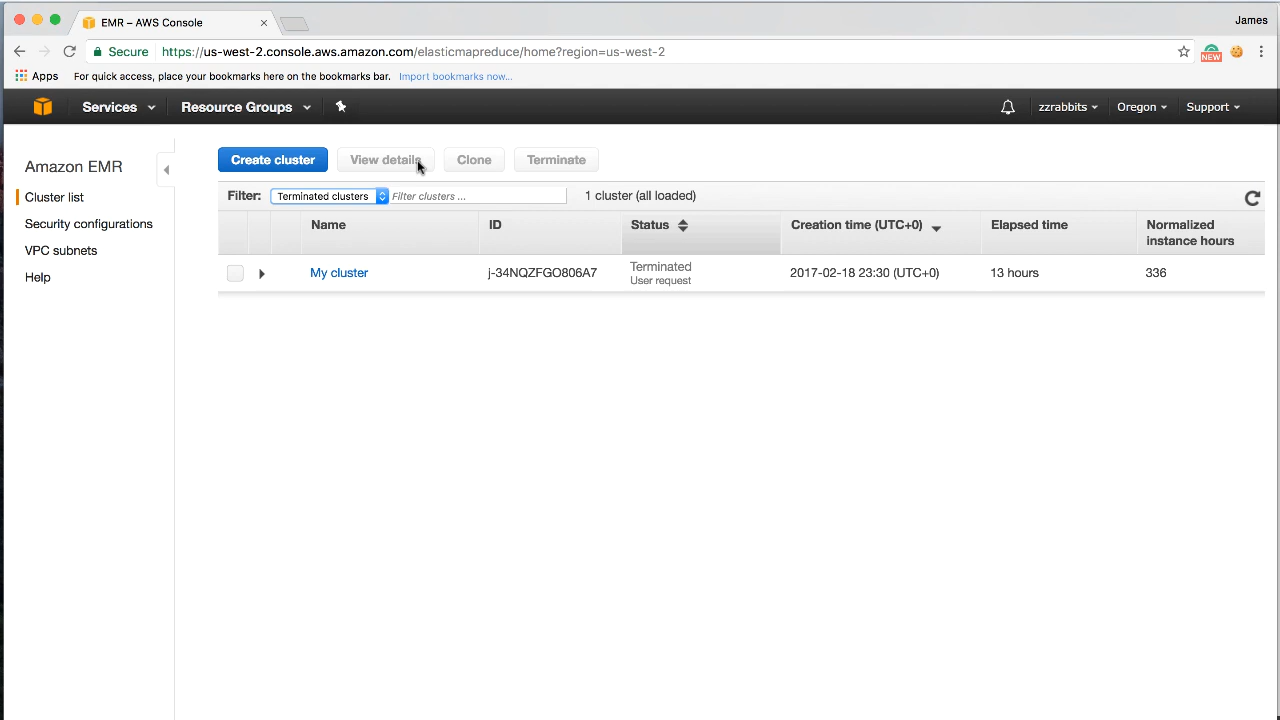 EMR – AWS Console
James
Secure https://us-west-2.console.aws.amazon.com/elasticmapreduce/home?region=us-west-2
NEW
Apps For quick access, place your bookmarks here on the bookmarks bar. Import bookmarks now...
Services Resource Groups zzrabbits Oregon Support
Amazon EMR
Cluster list
Security configurations
VPC subnets
Help
Create cluster View details Clone Terminate
Filter: Terminated clusters Filter clusters ... 1 cluster (all loaded)
Name ID Status Creation time (UTC+0) Elapsed time Normalized instance hours
My cluster j-34NQZFGO806A7 Terminated 2017-02-18 23:30 (UTC+0) 13 hours 336
User request